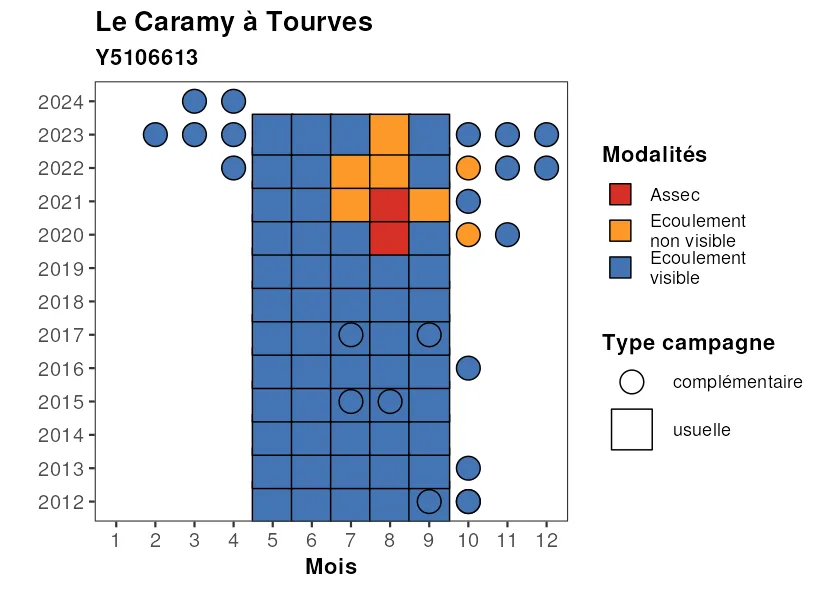 Le Caramy à Tourves
Y5106613
2024
2023
2022
2021
2020
2019
2018
2017
2016
2015
2014
2013
2012
1 2 3 4 5 6 7 8 9 10 11 12
Mois
Modalités
Assec
Ecoulement
non visible
Ecoulement
visible
Type campagne
complémentaire
usuelle